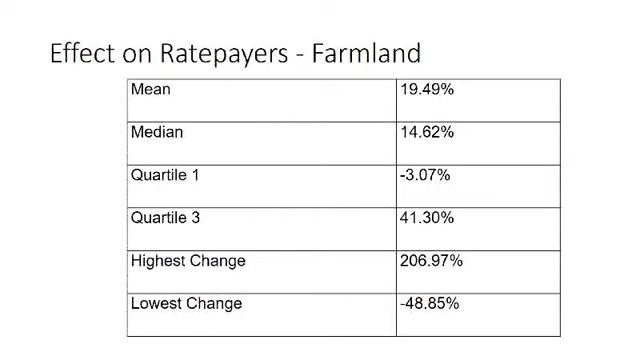 Effect on Ratepayers - Farmland
Mean 19.49%
Median 14.62%
Quartile 1 -3.07%
Quartile 3 41.30%
Highest Change 206.97%
Lowest Change -48.85%